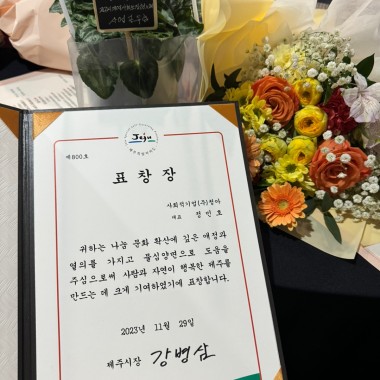 Jeju
제800호
표 창 장
사회적기업(주)청아
대표 정 민 호
귀하는 나눔 문화 확산에 깊은 애정과
열의를 가지고 물심양면으로 도움을
주심으로써 사람과 자연이 행복한 제주를
만드는 데 크게 기여하였기에 표창합니다.
2023년 11월 29일
제주시장 강병삼